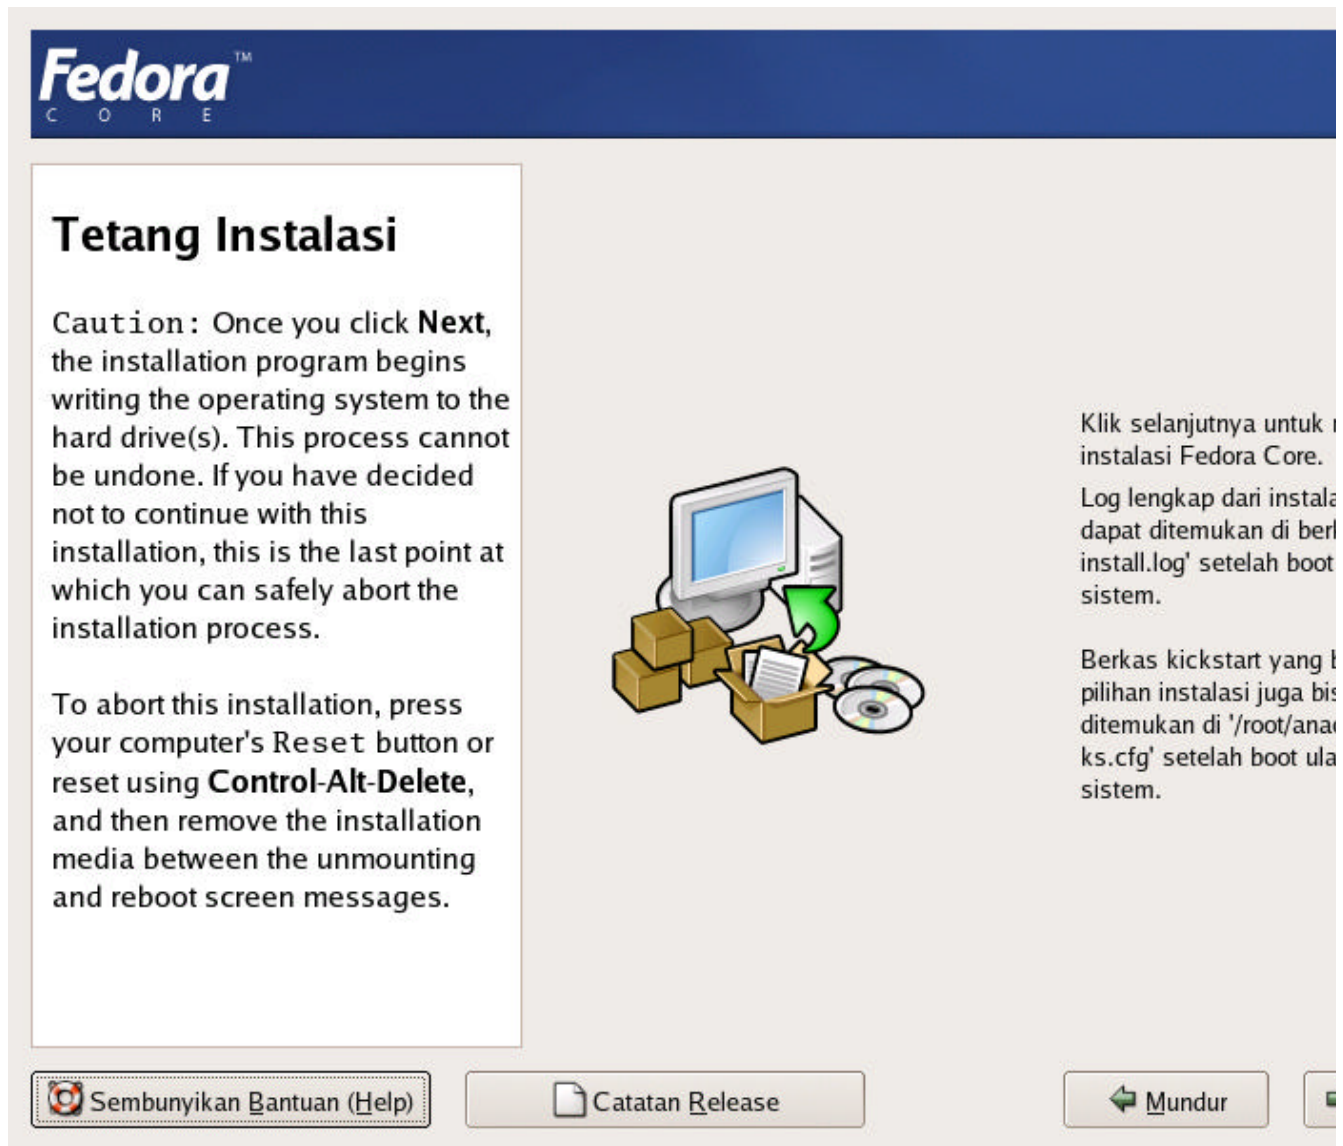 Fedora™
CORE
Tetang Instalasi
Caution: Once you click Next,
the installation program begins
writing the operating system to the
hard drive(s). This process cannot
be undone. If you have decided
not to continue with this
installation, this is the last point at
which you can safely abort the
installation process.
To abort this installation, press
your computer's Reset button or
reset using Control-Alt-Delete,
and then remove the installation
media between the unmounting
and reboot screen messages.
Klik selanjutnya untuk
instalasi Fedora Core.
Log lengkap dari
dapat ditemukan di
install.log' setelah boot
sistem.
Berkas kickstart yang
pilihan instalasi juga
ditemukan di
ks.cfg' setelah boot
sistem.
Sembunyikan Bantuan (Help)
Catatan Release
Mundur